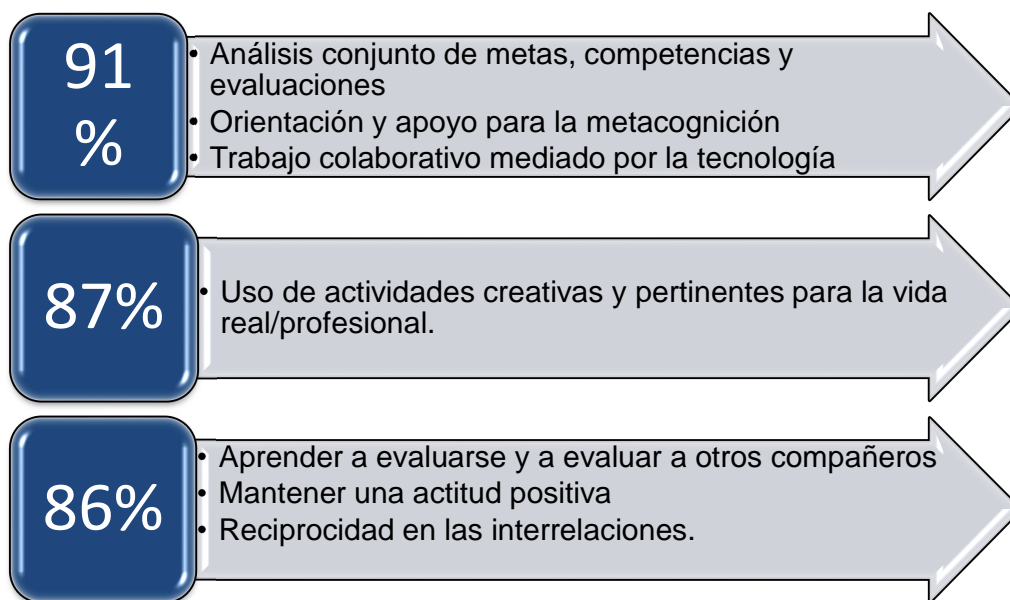 91
%
• Análisis conjunto de metas, competencias y
evaluaciones
• Orientación y apoyo para la metacognición
• Trabajo colaborativo mediado por la tecnología
87%
• Uso de actividades creativas y pertinentes para la vida
real/profesional.
86%
• Aprender a evaluarse y a evaluar a otros compañeros
• Mantener una actitud positiva
• Reciprocidad en las interrelaciones.